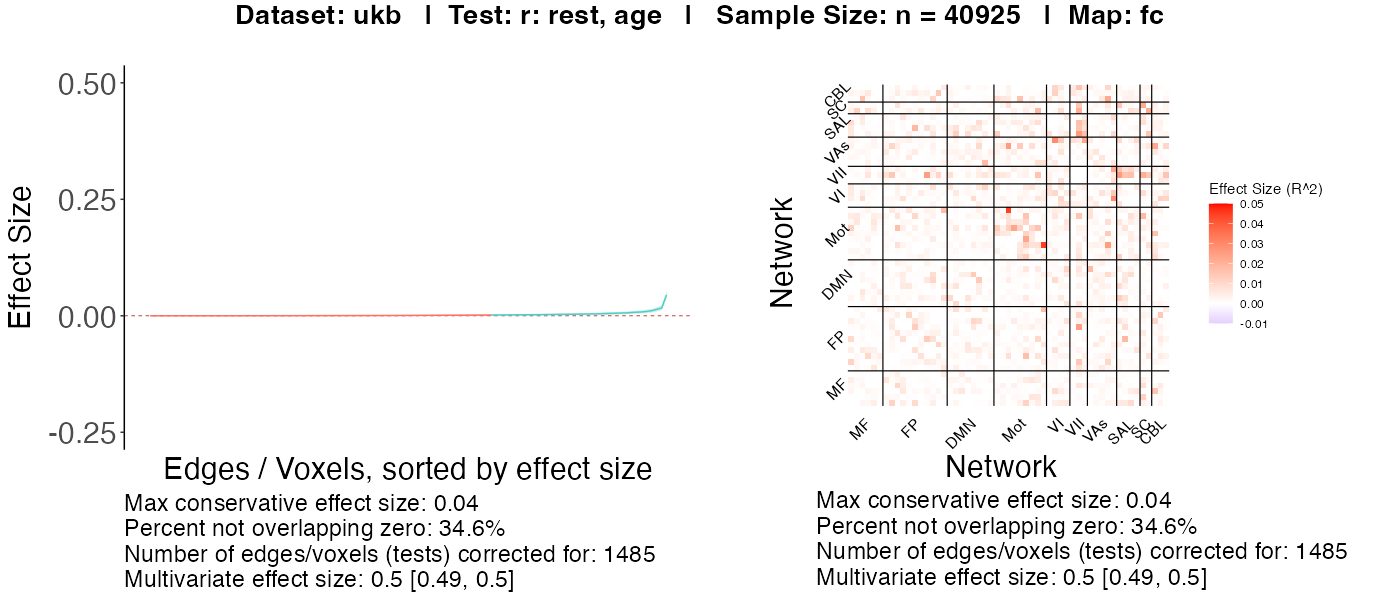 Dataset: ukb | Test: r: rest, age | Sample Size: n = 40925 | Map: fc
0.50
0.25
0.00
-0.25
Effect Size
Edges / Voxels, sorted by effect size
Max conservative effect size: 0.04
Percent not overlapping zero: 34.6%
Number of edges/voxels (tests) corrected for: 1485
Multivariate effect size: 0.5 [0.49, 0.5]
Network
CBL
SC
SAL
VAs
VII
VI
Mot
DMN
FP
MF
MF
FP
DMN
Mot
VI
VII
VAs
SAL
SC
CBL
Network
Effect Size (R^2)
0.05
0.04
0.03
0.02
0.01
0.00
-0.01
Max conservative effect size: 0.04
Percent not overlapping zero: 34.6%
Number of edges/voxels (tests) corrected for: 1485
Multivariate effect size: 0.5 [0.49, 0.5]